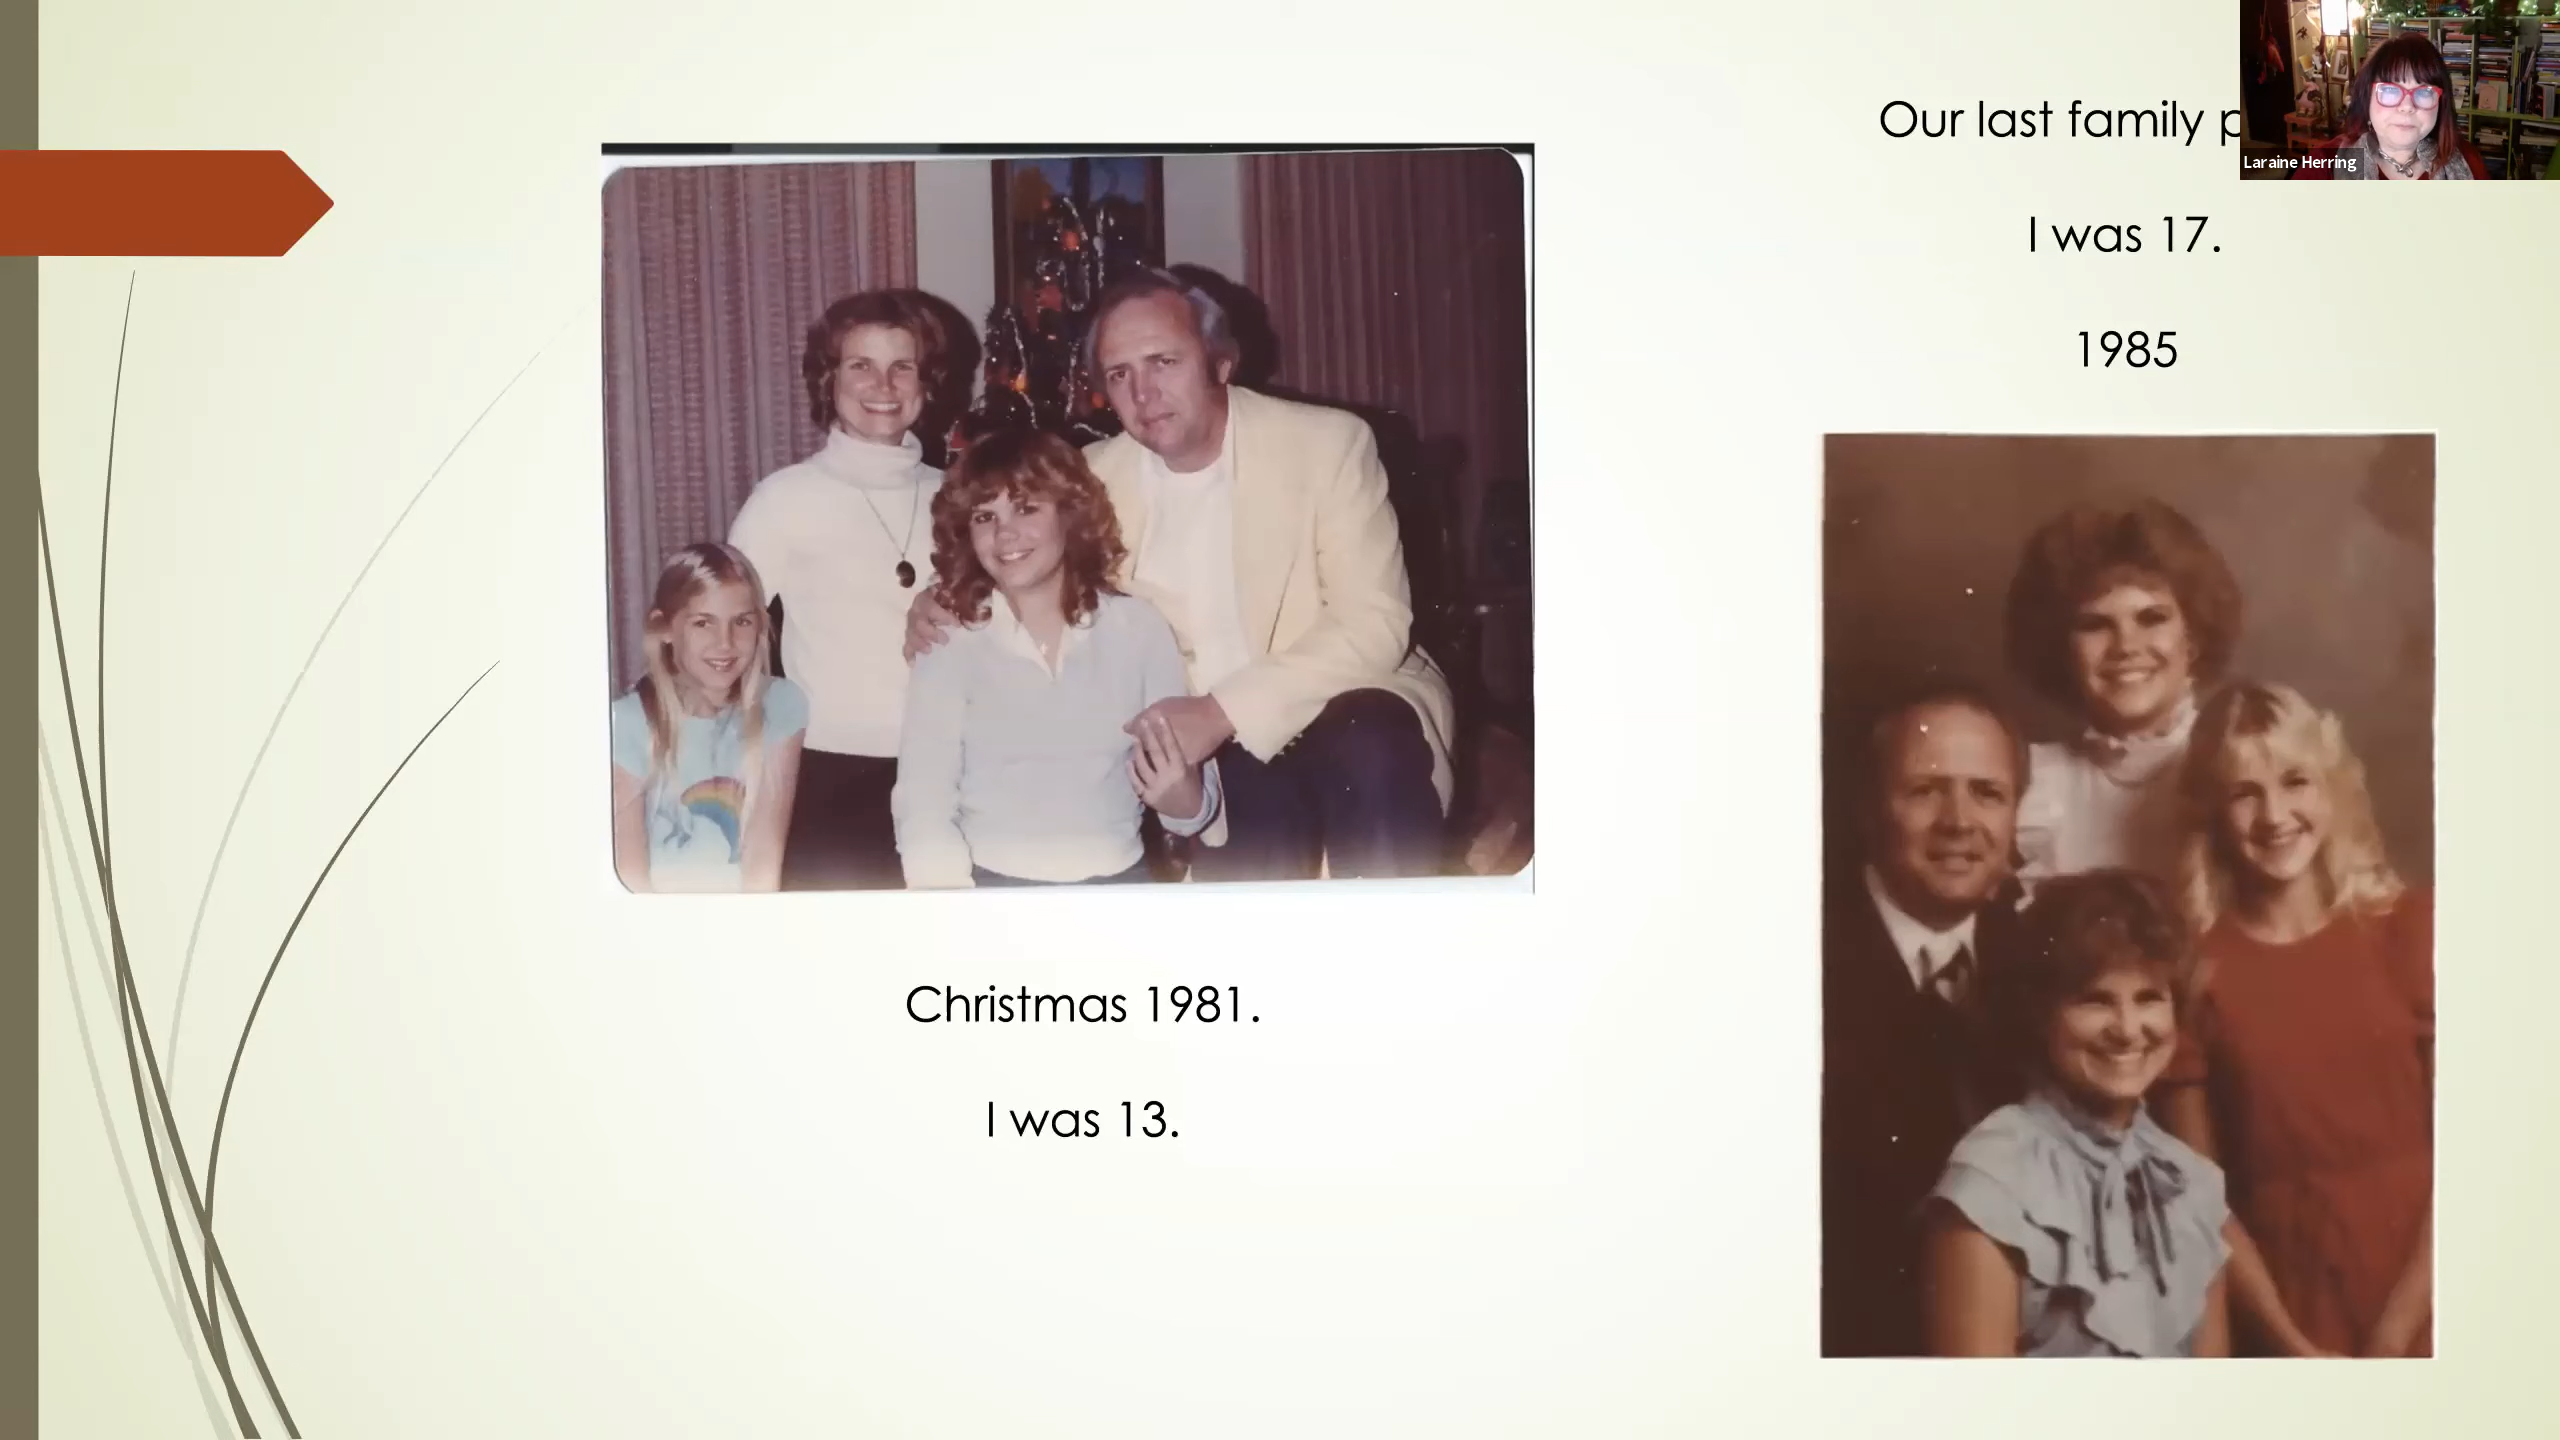 Our last family
I was 17.
1985
Laraine Herring
Christmas 1981.
I was 13.